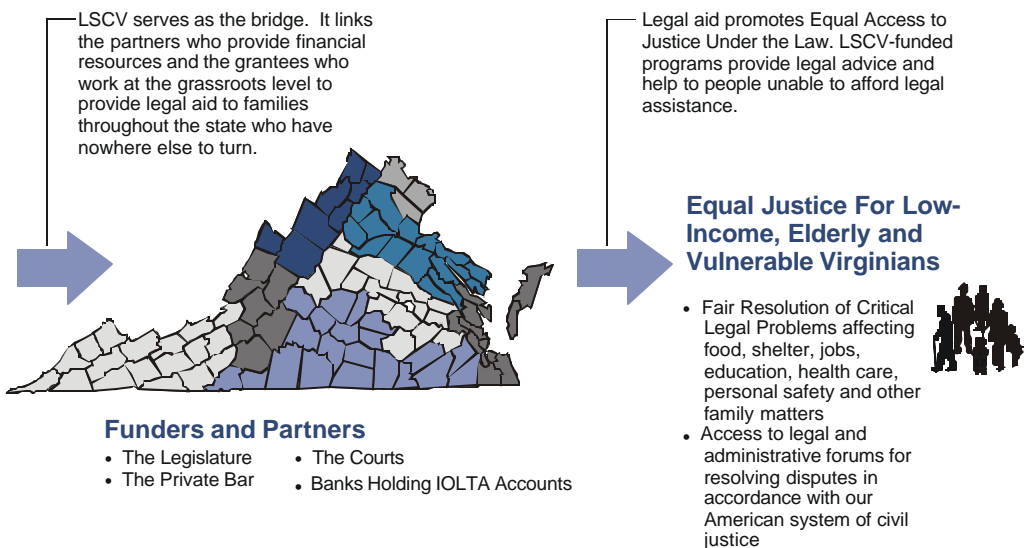 LSCV serves as the bridge.  It links
the partners who provide financial
resources and the grantees who
work at the grassroots level to
provide legal aid to families
throughout the state who have
nowhere else to turn.
Legal aid promotes Equal Access to
Justice Under the Law. LSCV-funded
programs provide legal advice and
help to people unable to afford legal
assistance.
Funders and Partners
• The Legislature
• The Private Bar
• The Courts
• Banks Holding IOLTA Accounts
Equal Justice For Low-
Income, Elderly and
Vulnerable Virginians
• Fair Resolution of Critical
Legal Problems affecting
food, shelter, jobs,
education, health care,
personal safety and other
family matters
• Access to legal and
administrative forums for
resolving disputes in
accordance with our
American system of civil
justice